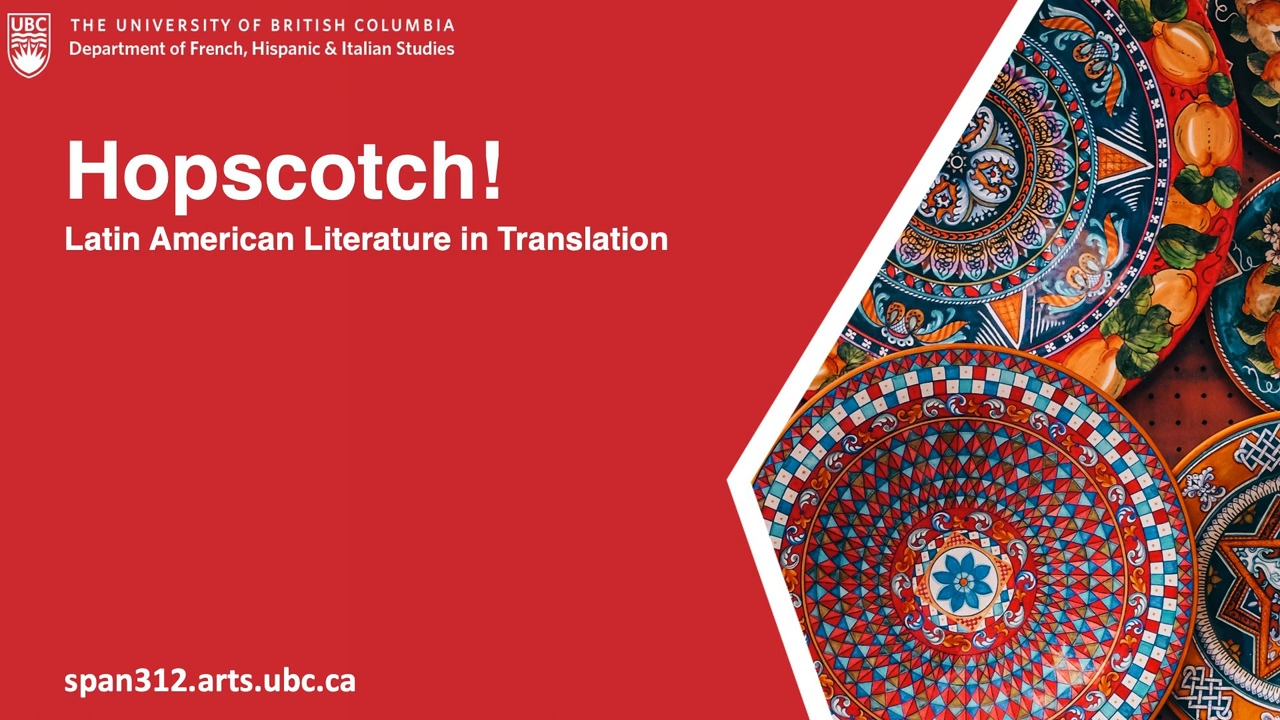 UBC
THE UNIVERSITY OF BRITISH COLUMBIA
Department of French, Hispanic & Italian Studies
Hopscotch!
Latin American Literature in Translation
span312.arts.ubc.ca